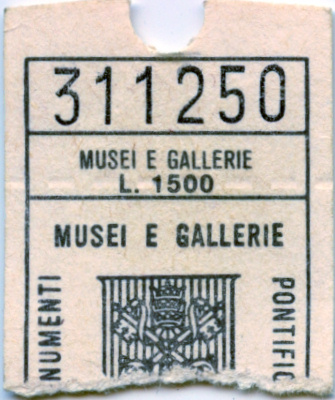 311250
MUSEI E GALLERIE
L. 1500
MUSEI E GALLERIE
NUMENTI
PONTIFIC